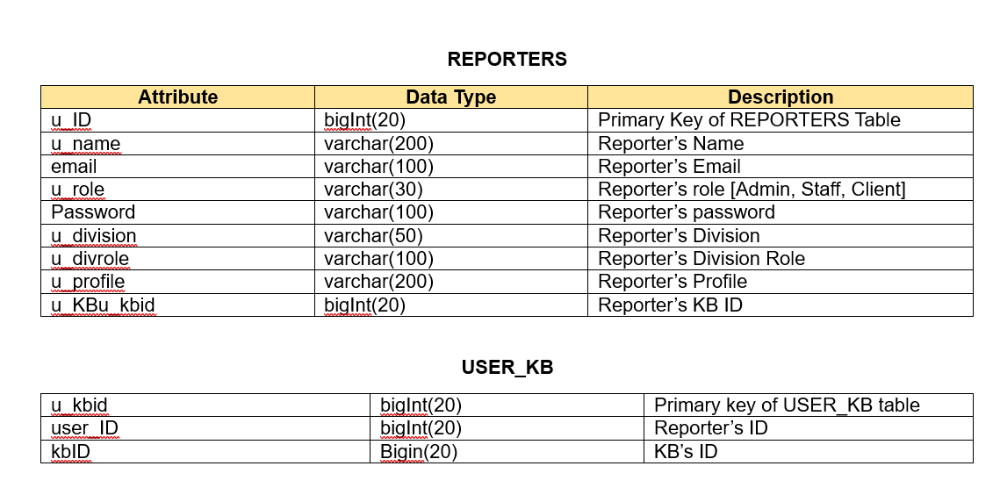 REPORTERS
Attribute Data Type Description
u_ID bigInt(20) Primary Key of REPORTERS Table
u_name varchar(200) Reporter’s Name
email varchar(100) Reporter’s Email
u_role varchar(30) Reporter’s role [Admin, Staff, Client]
Password varchar(100) Reporter’s password
u_division varchar(50) Reporter’s Division
u_divrole varchar(100) Reporter’s Division Role
u_profile varchar(200) Reporter’s Profile
u_KBu_kbid bigInt(20) Reporter’s KB ID
USER_KB
u_kbid bigInt(20) Primary key of USER_KB table
user_ID bigInt(20) Reporter’s ID
kbID Bigin(20) KB’s ID